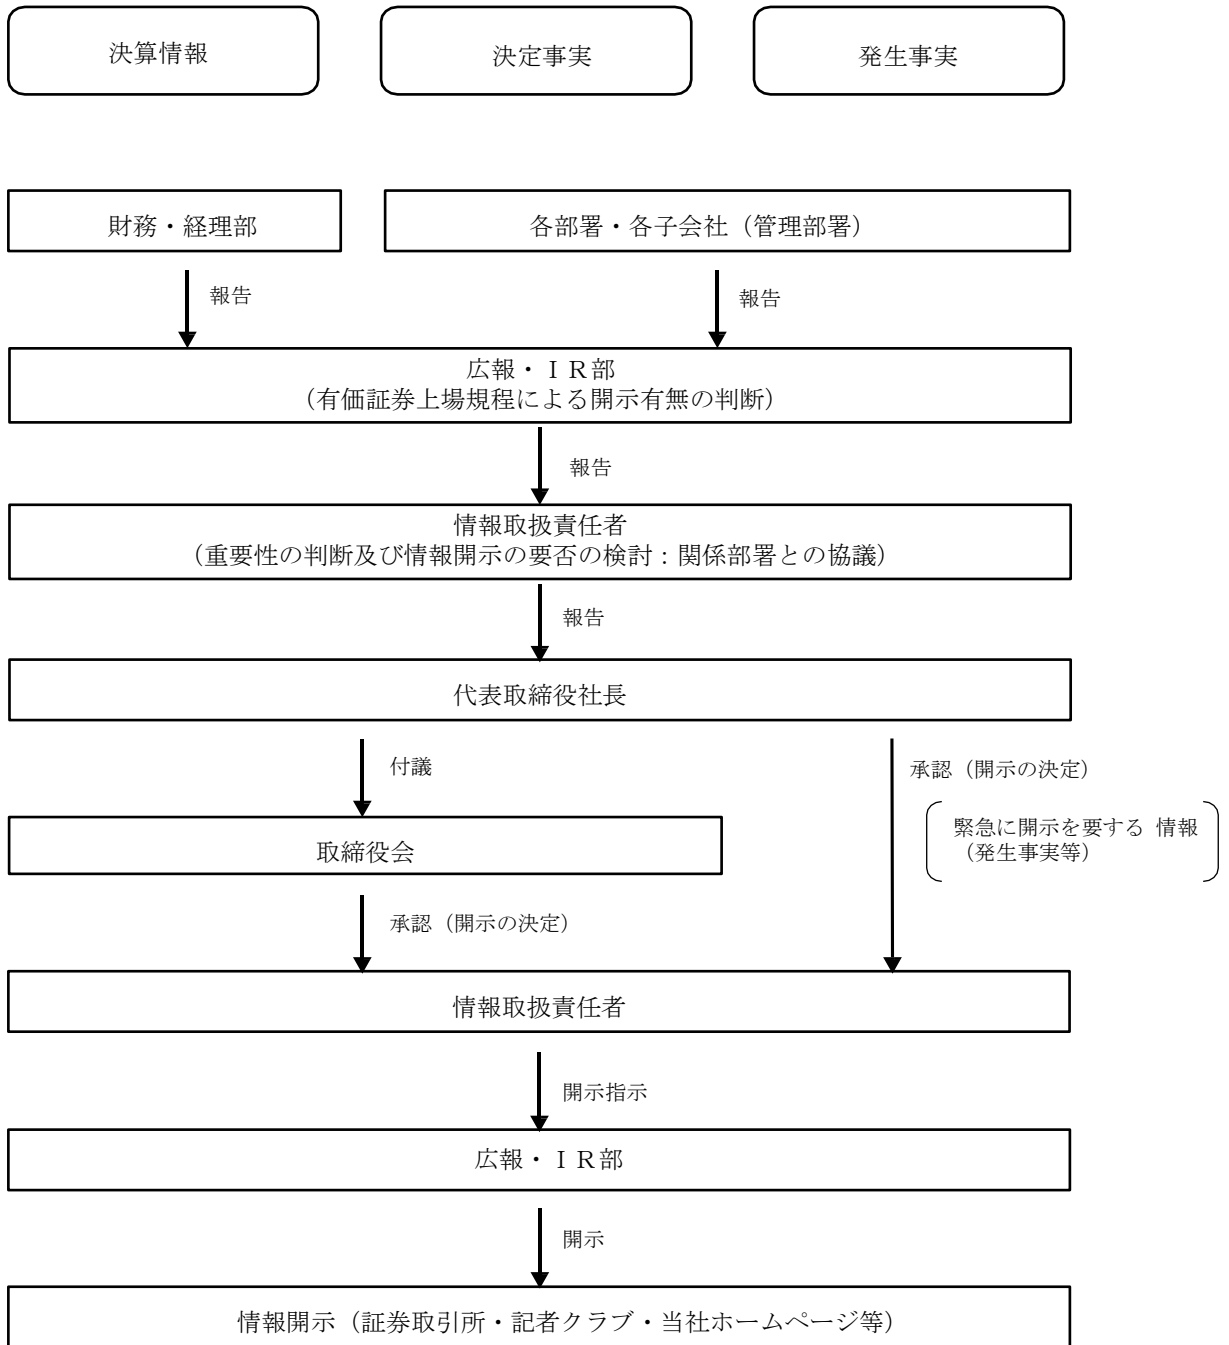 決算情報
決定事実
発生事実
財務・経理部
各部署・各子会社（管理部署）
報告
報告
広報・ＩＲ部
（有価証券上場規程による開示有無の判断）
報告
情報取扱責任者
（重要性の判断及び情報開示の要否の検討：関係部署との協議）
報告
代表取締役社長
付議
承認（開示の決定）
緊急に開示を要する 情報
（発生事実等）
取締役会
承認（開示の決定）
情報取扱責任者
開示指示
広報・ＩＲ部
開示
情報開示（証券取引所・記者クラブ・当社ホームページ等）